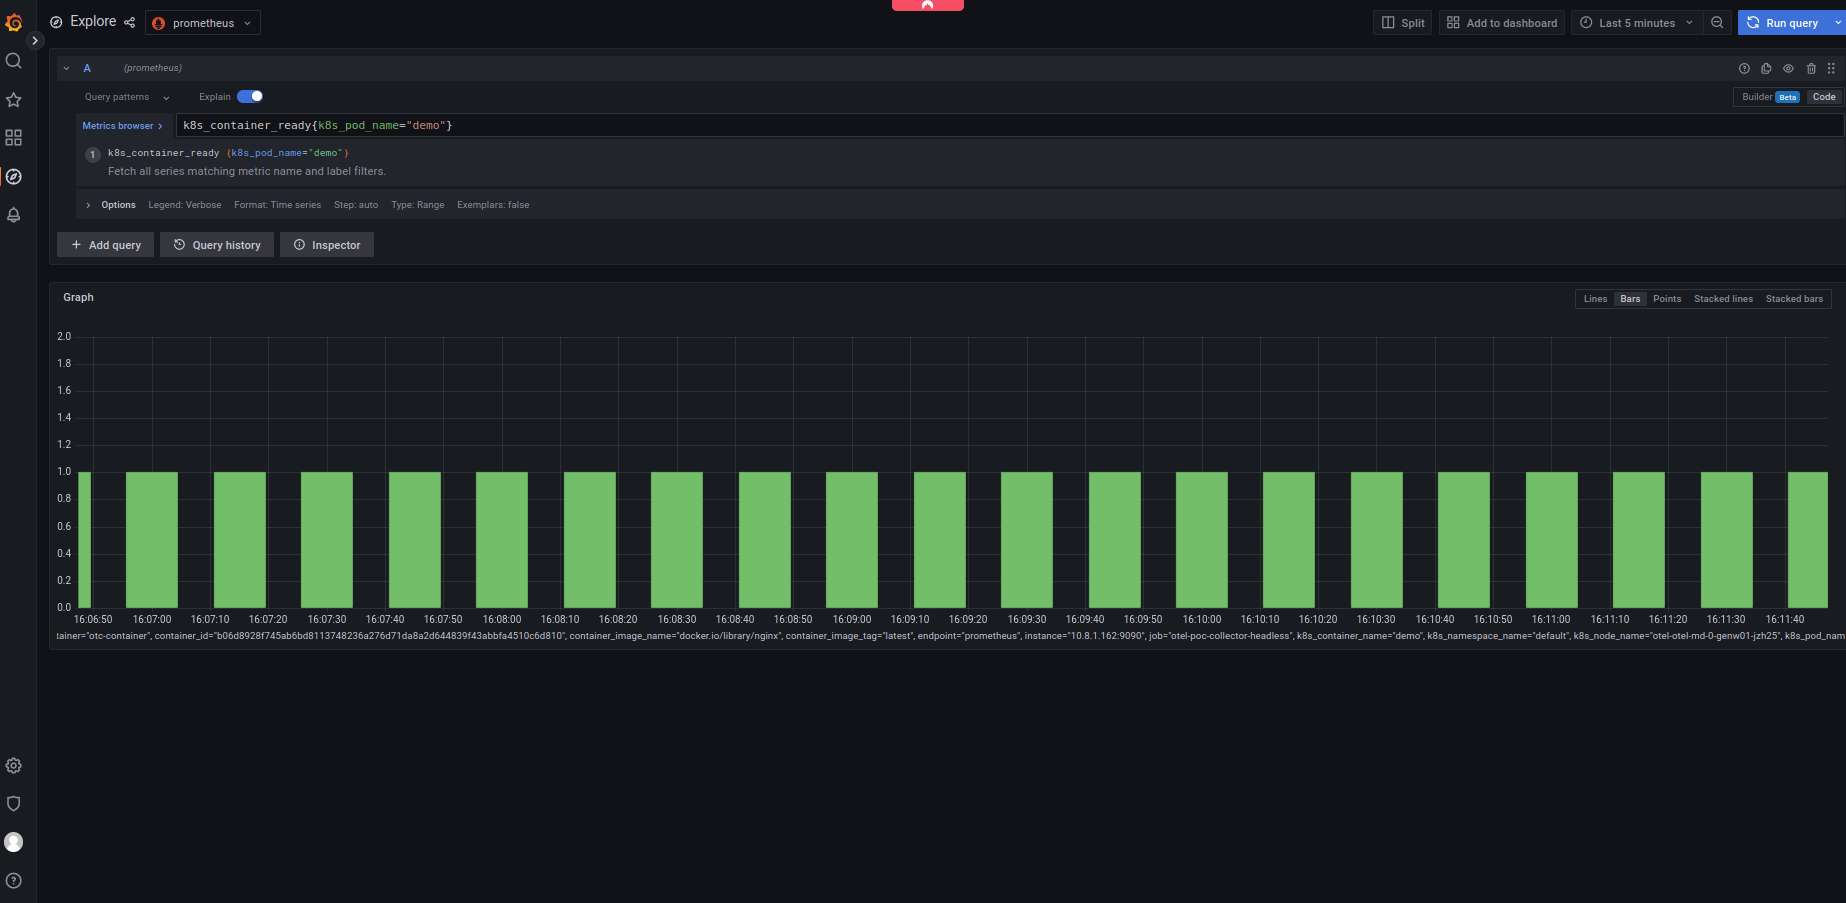 Explore prometheus Split Add to dashboard Last 5 minutes Run query
A (prometheus)
Query patterns Explain Builder Beta Code
Metrics browser > k8s_container_ready{k8s_pod_name="demo"}
1 k8s_container_ready {k8s_pod_name="demo"}
Fetch all series matching metric name and label filters.
> Options Legend: Verbose Format: Time series Step: auto Type: Range Exemplars: false
+ Add query Query history Inspector
Graph Lines Bars Points Stacked lines Stacked bars
2.0
1.8
1.6
1.4
1.2
1.0
0.8
0.6
0.4
0.2
0.0
16:06:50 16:07:00 16:07:10 16:07:20 16:07:30 16:07:40 16:07:50 16:08:00 16:08:10 16:08:20 16:08:30 16:08:40 16:08:50 16:09:00 16:09:10 16:09:20 16:09:30 16:09:40 16:09:50 16:10:00 16:10:10 16:10:20 16:10:30 16:10:40 16:10:50 16:11:00 16:11:10 16:11:20 16:11:30 16:11:40
tainer="otc-container", container_id="b06d8928f745ab6bd8113748236a276d71da8a2d644839f43abbfa4510c6d810", container_image_name="docker.io/library/nginx", container_image_tag="latest", endpoint="prometheus", instance="10.8.1.162:9090", job="otel-poc-collector-headless", k8s_container_name="demo", k8s_namespace_name="default", k8s_node_name="otel-otel-md-0-genw01-jzh25", k8s_pod_nam